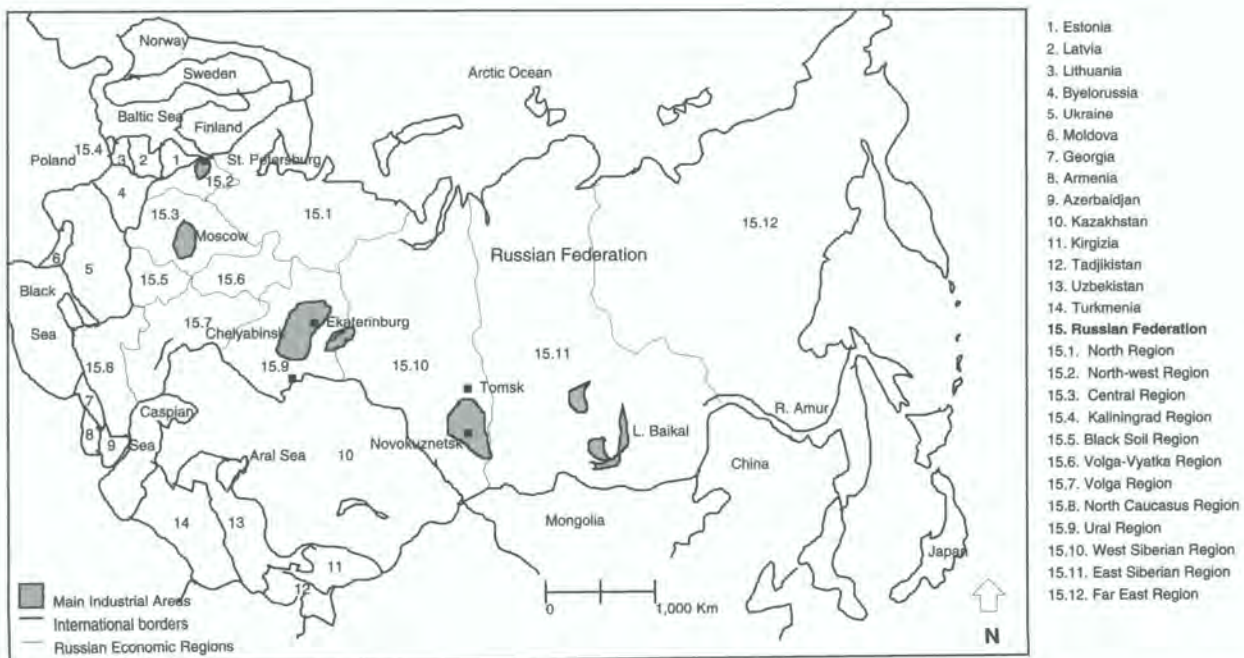 Norway
Sweden
Arctic Ocean
Baltic Sea
Finland
Poland
15.4
3
2
1
St. Petersburg
15.2
4
15.3
15.1
15.12
Moscow
Russian Federation
6
5
15.5
15.6
Black
Sea
15.7
Chelyabinsk
Ekaterinburg
15.8
15.9
15.10
15.11
Tomsk
7
Caspian
Sea
R. Amur
8
9
Novokuznetsk
L. Baikal
Aral Sea
10
China
14
13
Mongolia
11
12
Japan
Main Industrial Areas
International borders
Russian Economic Regions
0
1,000 Km
N
1. Estonia
2. Latvia
3. Lithuania
4. Byelorussia
5. Ukraine
6. Moldova
7. Georgia
8. Armenia
9. Azerbaidjan
10. Kazakhstan
11. Kirgizia
12. Tadjikistan
13. Uzbekistan
14. Turkmenia
15. Russian Federation
15.1. North Region
15.2. North-west Region
15.3. Central Region
15.4. Kaliningrad Region
15.5. Black Soil Region
15.6. Volga-Vyatka Region
15.7. Volga Region
15.8. North Caucasus Region
15.9. Ural Region
15.10. West Siberian Region
15.11. East Siberian Region
15.12. Far East Region